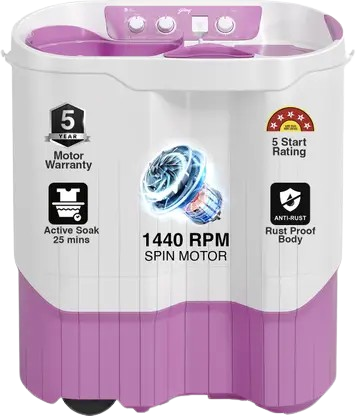 Godrej
5
YEAR
Motor
Warranty
5 Start
Rating
Active Soak
25 mins
ANTI-RUST
Rust Proof
Body
1440 RPM
SPIN MOTOR